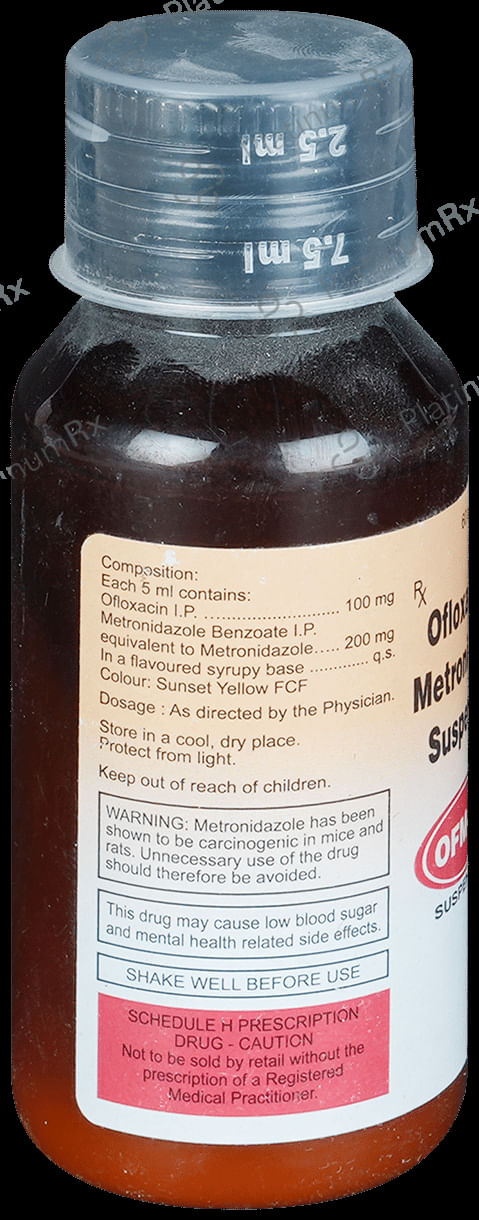 2.5 ml
7.5 ml
Composition:
Each 5 ml contains:
Ofloxacin I.P. ............................. 100 mg
Metronidazole Benzoate I.P.
equivalent to Metronidazole..... 200 mg
In a flavoured syrupy base ............ q.s.
Colour: Sunset Yellow FCF
Dosage : As directed by the Physician.
Store in a cool, dry place.
Protect from light.
Keep out of reach of children.
WARNING: Metronidazole has been
shown to be carcinogenic in mice and
rats. Unnecessary use of the drug
should therefore be avoided.
This drug may cause low blood sugar
and mental health related side effects.
SHAKE WELL BEFORE USE
SCHEDULE H PRESCRIPTION
DRUG - CAUTION
Not to be sold by retail without the
prescription of a Registered
Medical Practitioner.
Rx
PlatinumRx